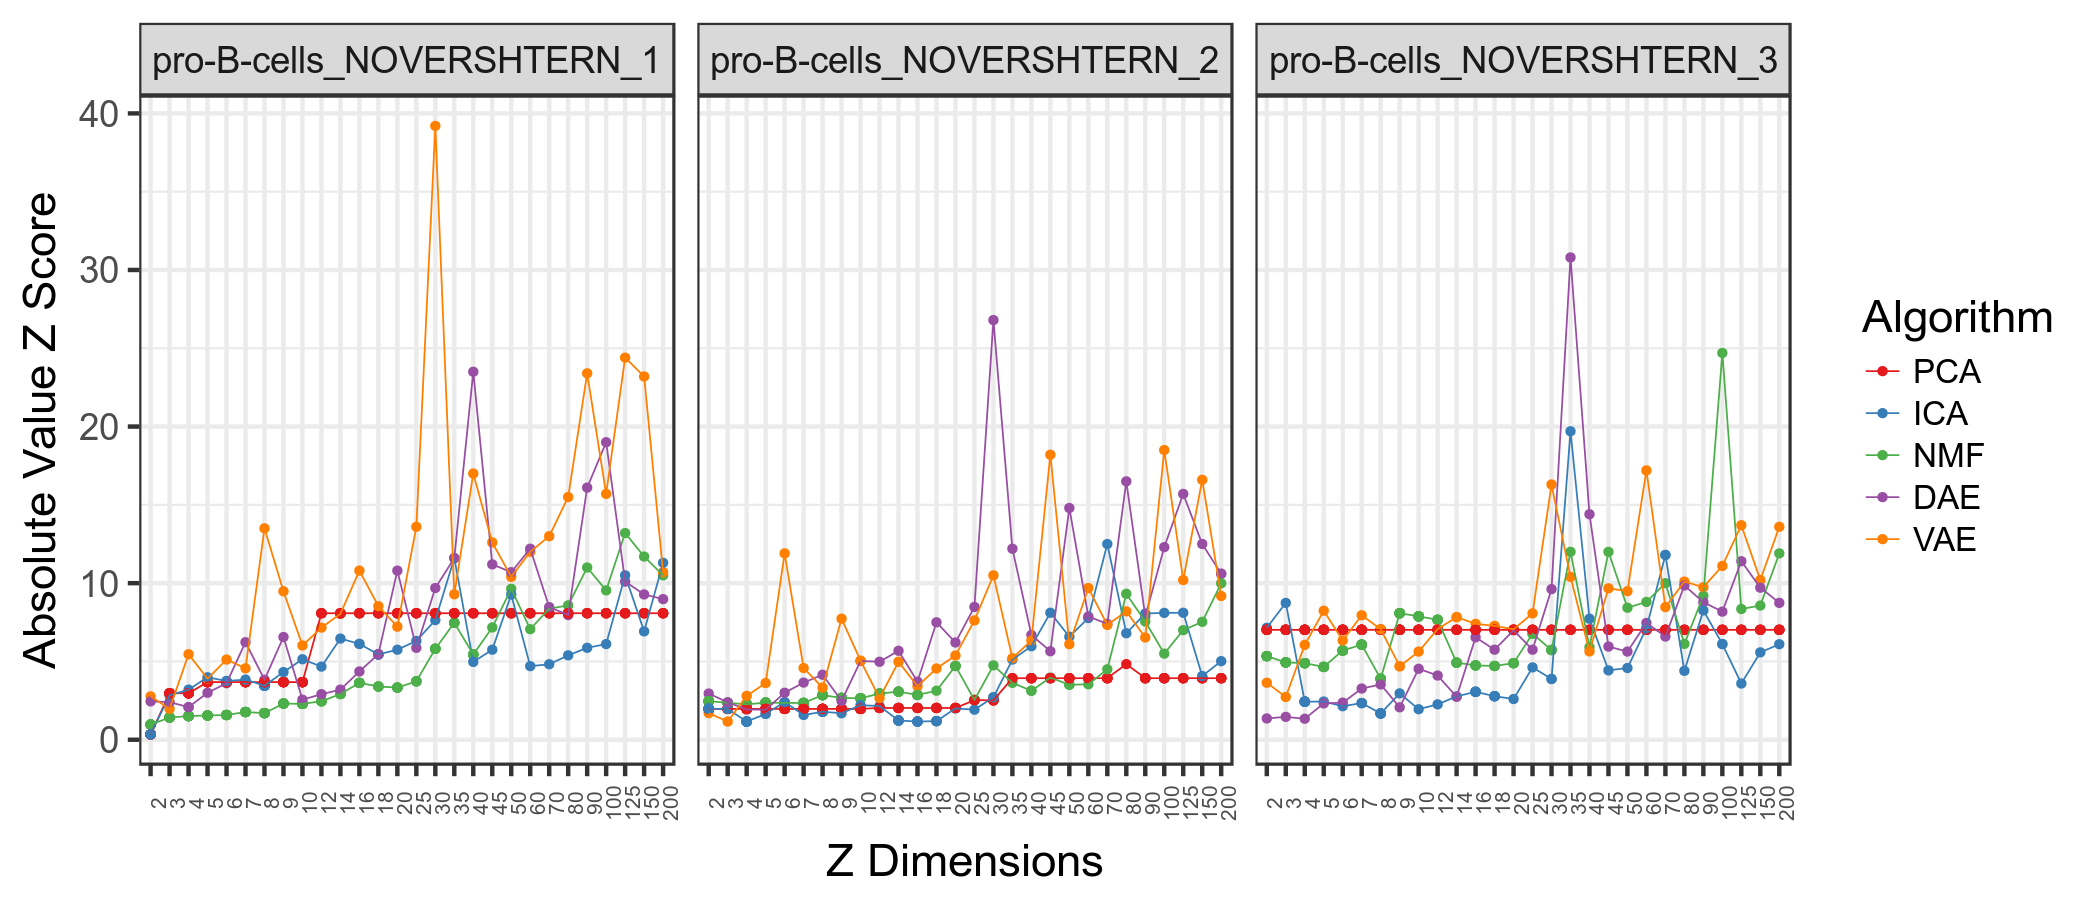 pro-B-cells_NOVERSHTERN_1 pro-B-cells_NOVERSHTERN_2 pro-B-cells_NOVERSHTERN_3
Absolute Value Z Score
40
30
20
10
0
2 3 4 5 6 7 8 9 10 12 14 16 18 20 25 30 35 40 45 50 60 70 80 90 100 125 150 200
2 3 4 5 6 7 8 9 10 12 14 16 18 20 25 30 35 40 45 50 60 70 80 90 100 125 150 200
2 3 4 5 6 7 8 9 10 12 14 16 18 20 25 30 35 40 45 50 60 70 80 90 100 125 150 200
Z Dimensions
Algorithm
PCA
ICA
NMF
DAE
VAE